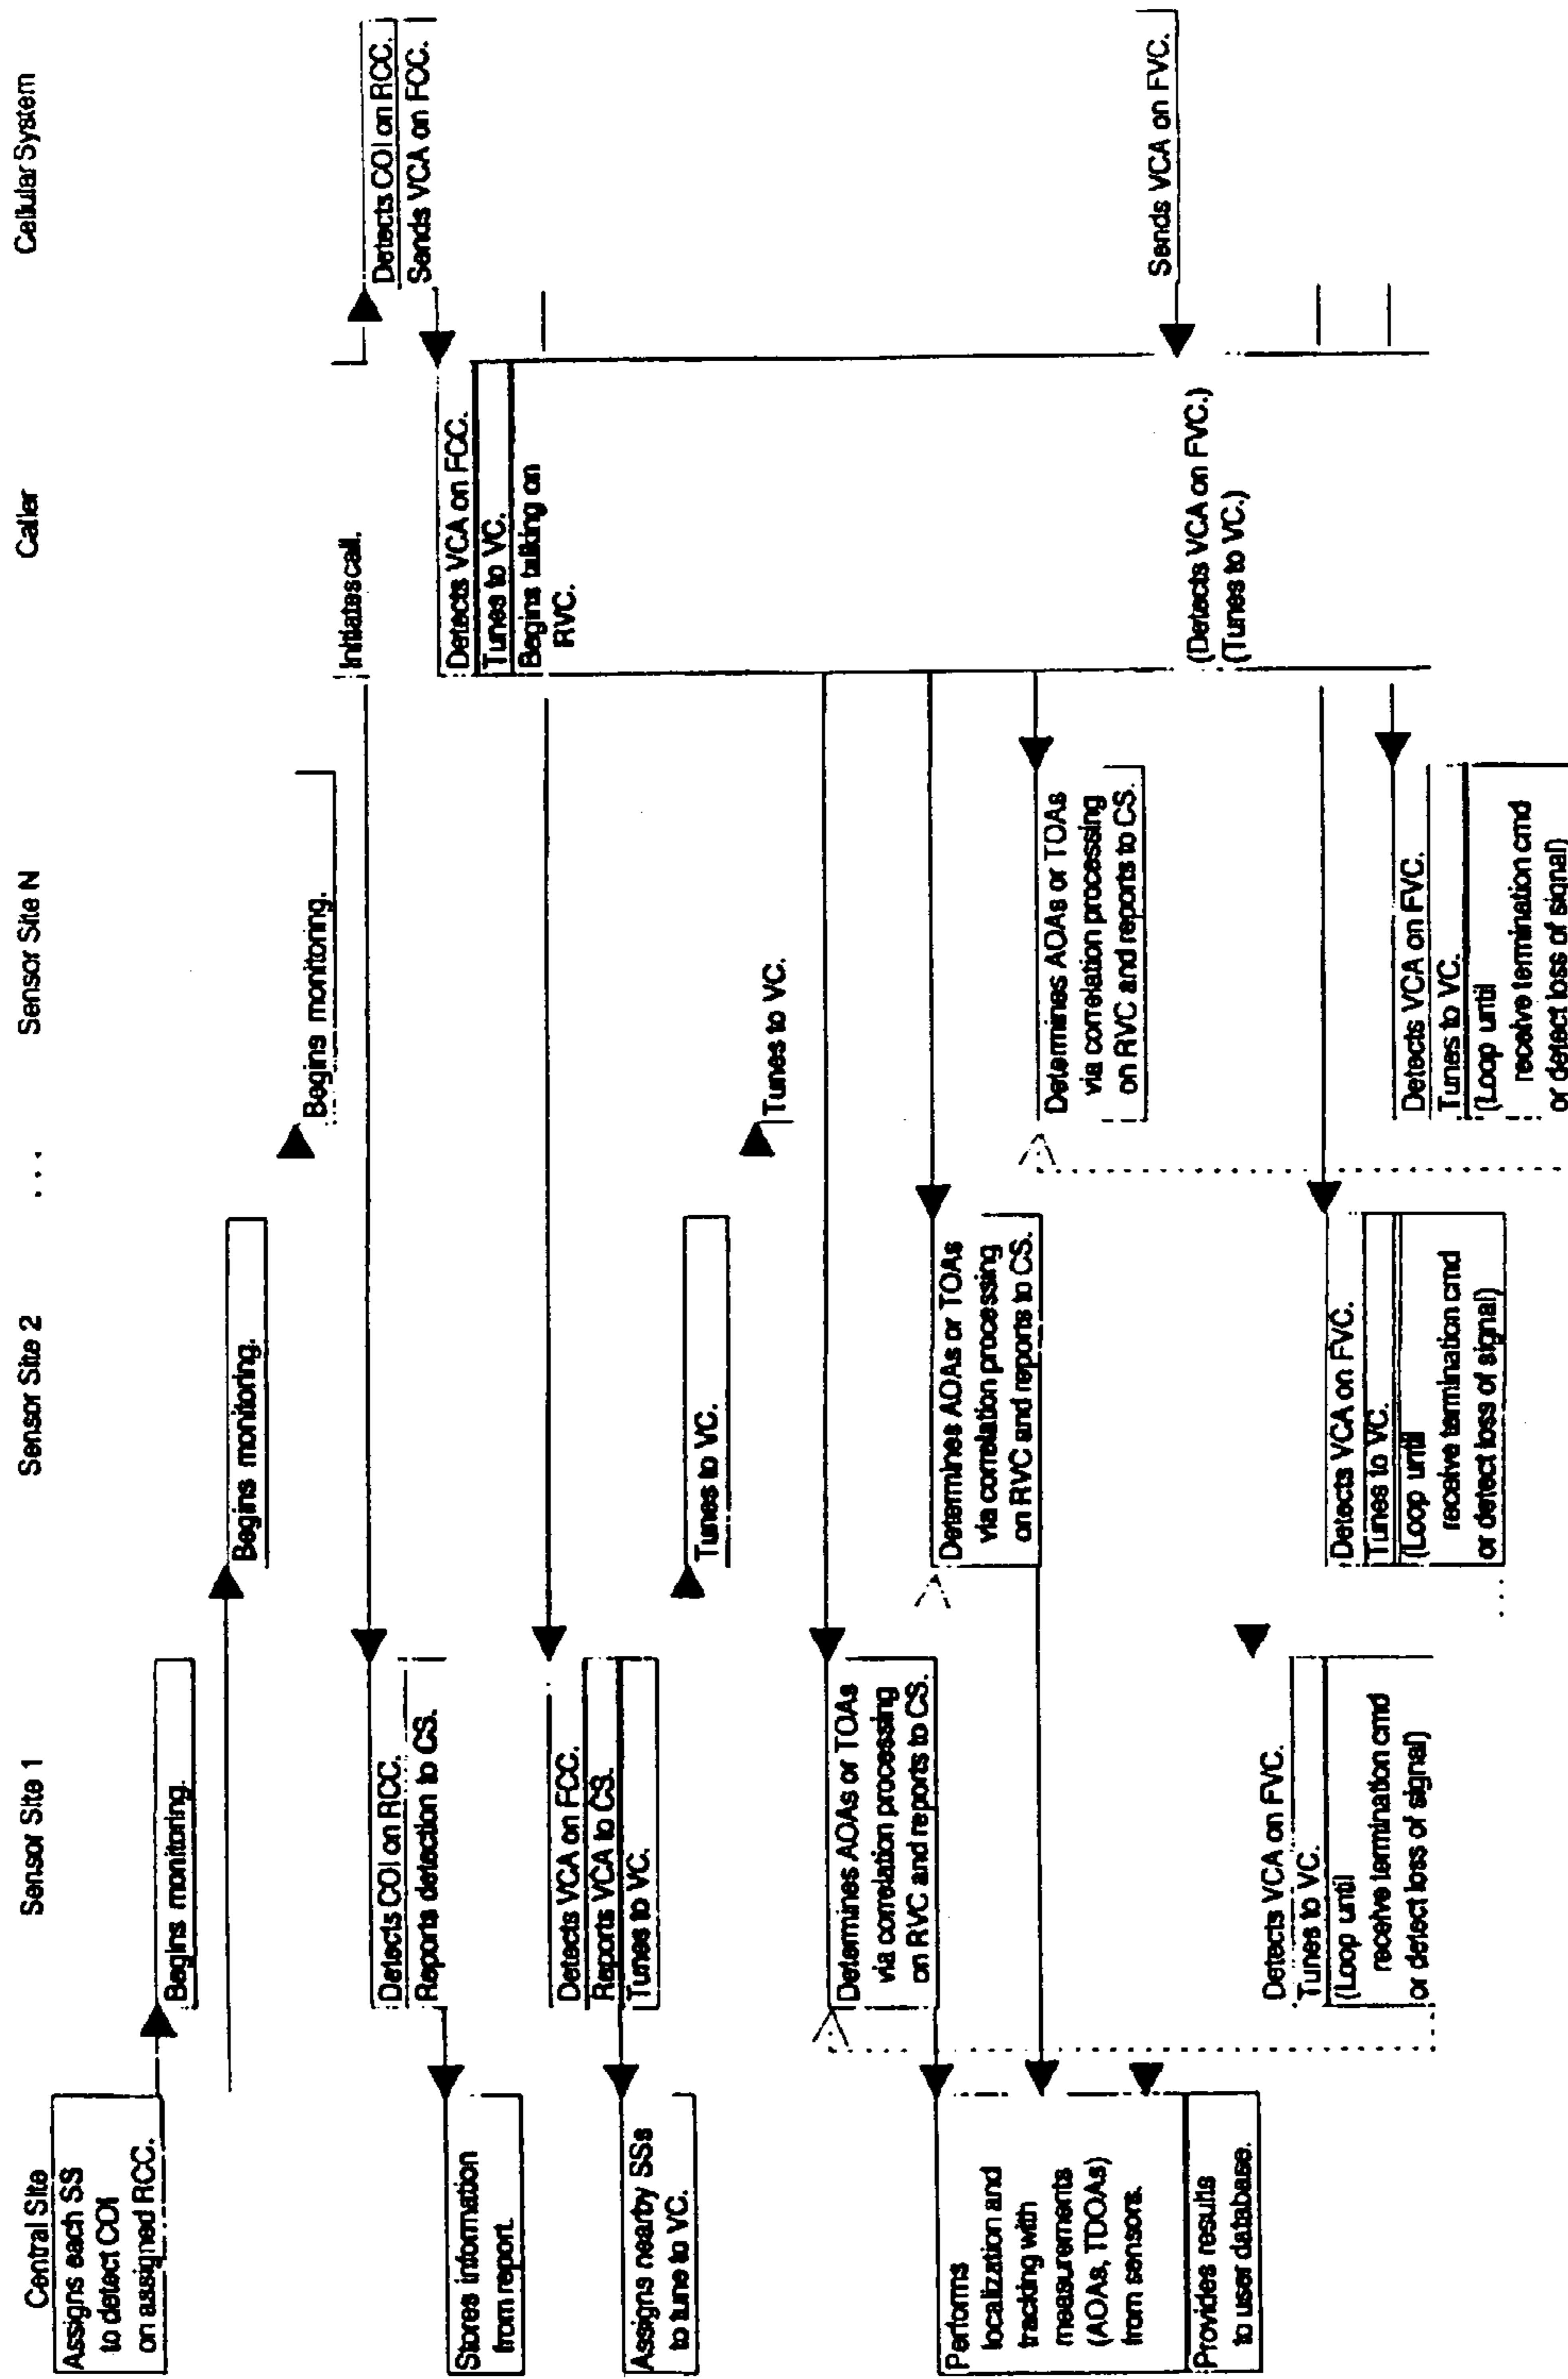 Central Site
Sensor Site 1
Sensor Site 2
. . .
Sensor Site N
Caller
Cellular System
Assigns each SS
to detect COI
on assigned RCC.
Begins monitoring.
Begins monitoring.
Begins monitoring.
Initiates call.
Detects COI on RCC.
Reports detection to CS.
Detects COI on RCC.
Sends VCA on FCC.
Stores information
from report.
Detects VCA on FCC.
Tunes to VC.
Begins talking on
RVC.
Detects VCA on FCC.
Reports VCA to CS.
Tunes to VC.
Assigns nearby SSs
to tune to VC.
Tunes to VC.
Tunes to VC.
Determines AOAs or TOAs
via correlation processing
on RVC and reports to CS.
Determines AOAs or TOAs
via correlation processing
on RVC and reports to CS.
Determines AOAs or TOAs
via correlation processing
on RVC and reports to CS.
Performs
localization and
tracking with
measurements
(AOAs, TDOAs)
from sensors.
Provides results
to user database.
Sends VCA on FVC.
(Detects VCA on FVC.)
(Tunes to VC.)
Detects VCA on FVC.
Tunes to VC.
(Loop until
receive termination cmd
or detect loss of signal)
Detects VCA on FVC.
Tunes to VC.
(Loop until
receive termination cmd
or detect loss of signal)
Detects VCA on FVC.
Tunes to VC.
(Loop until
receive termination cmd
or detect loss of signal)